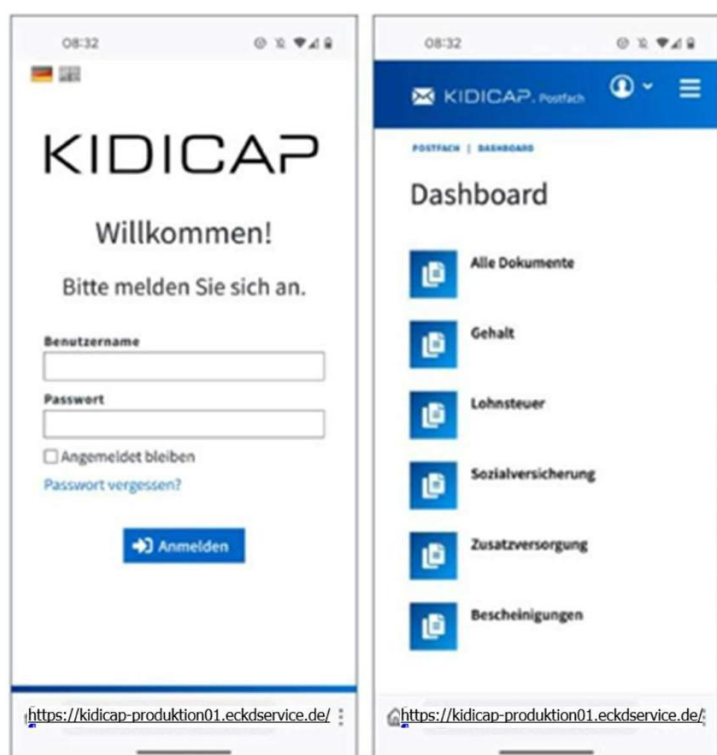 08:32
KIDICAP
Willkommen!
Bitte melden Sie sich an.
Benutzername
Passwort
Angemeldet bleiben
Passwort vergessen?
Anmelden
https://kidicap-produktion01.eckdservice.de/
08:32
KIDICAP. Postfach
POSTFACH | DASHBOARD
Dashboard
Alle Dokumente
Gehalt
Lohnsteuer
Sozialversicherung
Zusatzversorgung
Bescheinigungen
https://kidicap-produktion01.eckdservice.de/